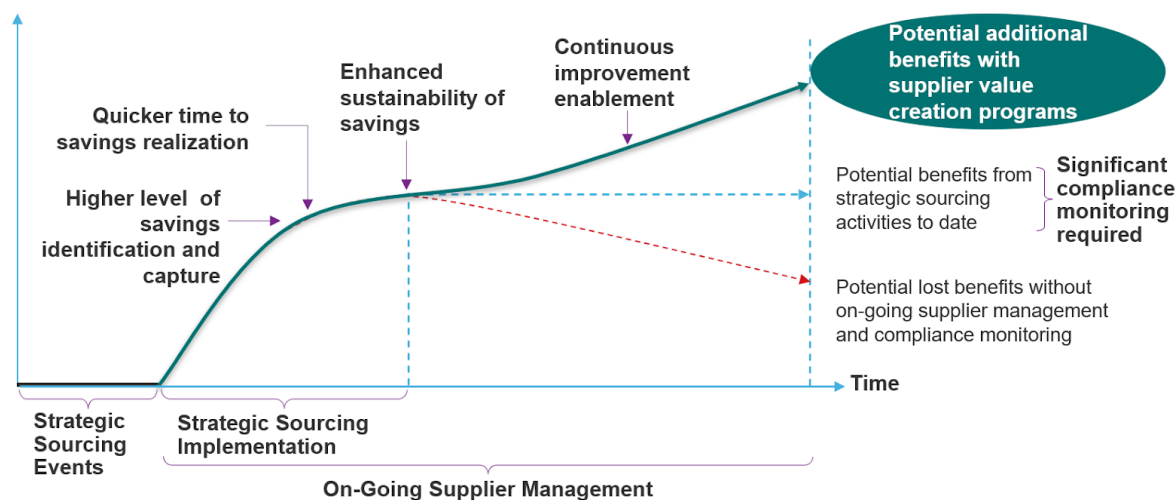 Potential additional
benefits with
supplier value
creation programs
Continuous
improvement
enablement
Enhanced
sustainability of
savings
Quicker time to
savings realization
Higher level of
savings
identification and
capture
Potential benefits from
strategic sourcing
activities to date
Significant
compliance
monitoring
required
Potential lost benefits without
on-going supplier management
and compliance monitoring
Time
Strategic
Sourcing
Events
Strategic Sourcing
Implementation
On-Going Supplier Management